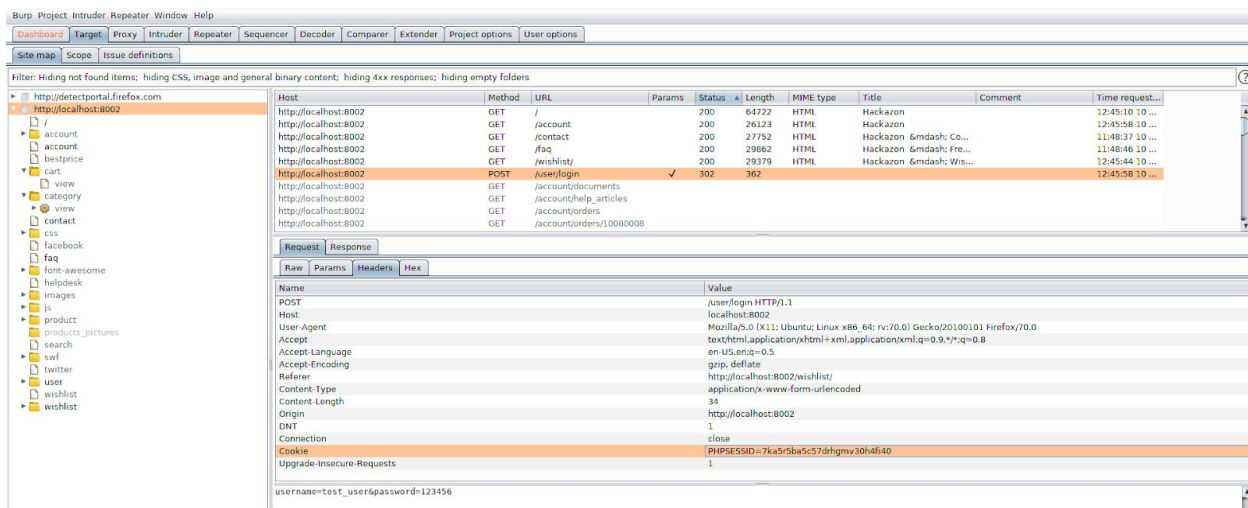 Burp Project Intruder Repeater Window Help
Dashboard Target Proxy Intruder Repeater Sequencer Decoder Comparer Extender Project options User options
Site map Scope Issue definitions
Filter: Hiding not found items; hiding CSS, image and general binary content; hiding 4xx responses; hiding empty folders
?
http://detectportal.firefox.com
http://localhost:8002
/
account
account
bestprice
cart
view
category
view
contact
css
facebook
faq
font-awesome
helpdesk
images
js
product
products_pictures
search
swf
twitter
user
wishlist
wishlist
Host Method URL Params Status Length MIME type Title Comment Time request...
http://localhost:8002 GET / 200 64722 HTML Hackazon 12:45:10 10 ...
http://localhost:8002 GET /account 200 26123 HTML Hackazon 12:45:58 10 ...
http://localhost:8002 GET /contact 200 27752 HTML Hackazon &mdash; Co... 11:48:37 10 ...
http://localhost:8002 GET /faq 200 29862 HTML Hackazon &mdash; Fre... 11:48:46 10 ...
http://localhost:8002 GET /wishlist/ 200 29379 HTML Hackazon &mdash; Wis... 12:45:44 10 ...
http://localhost:8002 POST /user/login ✓ 302 362 12:45:58 10 ...
http://localhost:8002 GET /account/documents
http://localhost:8002 GET /account/help_articles
http://localhost:8002 GET /account/orders
http://localhost:8002 GET /account/orders/10000008
Request Response
Raw Params Headers Hex
Name Value
POST /user/login HTTP/1.1
Host localhost:8002
User-Agent Mozilla/5.0 (X11; Ubuntu; Linux x86_64; rv:70.0) Gecko/20100101 Firefox/70.0
Accept text/html,application/xhtml+xml,application/xml;q=0.9,*/*;q=0.8
Accept-Language en-US,en;q=0.5
Accept-Encoding gzip, deflate
Referer http://localhost:8002/wishlist/
Content-Type application/x-www-form-urlencoded
Content-Length 34
Origin http://localhost:8002
DNT 1
Connection close
Cookie PHPSESSID=7ka5r5ba5c57drhgmv30h4fi40
Upgrade-Insecure-Requests 1
username=test_user&password=123456